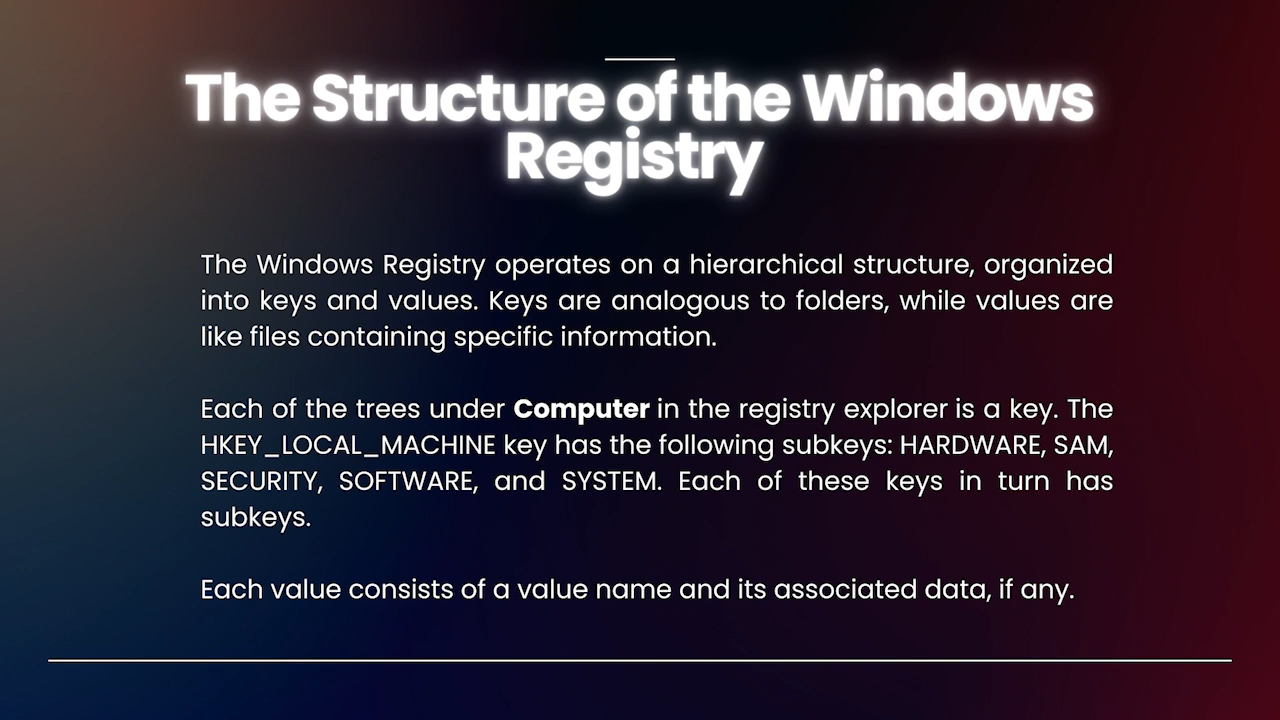 The Structure of the Windows
Registry
The Windows Registry operates on a hierarchical structure, organized
into keys and values. Keys are analogous to folders, while values are
like files containing specific information.
Each of the trees under Computer in the registry explorer is a key. The
HKEY_LOCAL_MACHINE key has the following subkeys: HARDWARE, SAM,
SECURITY, SOFTWARE, and SYSTEM. Each of these keys in turn has
subkeys.
Each value consists of a value name and its associated data, if any.